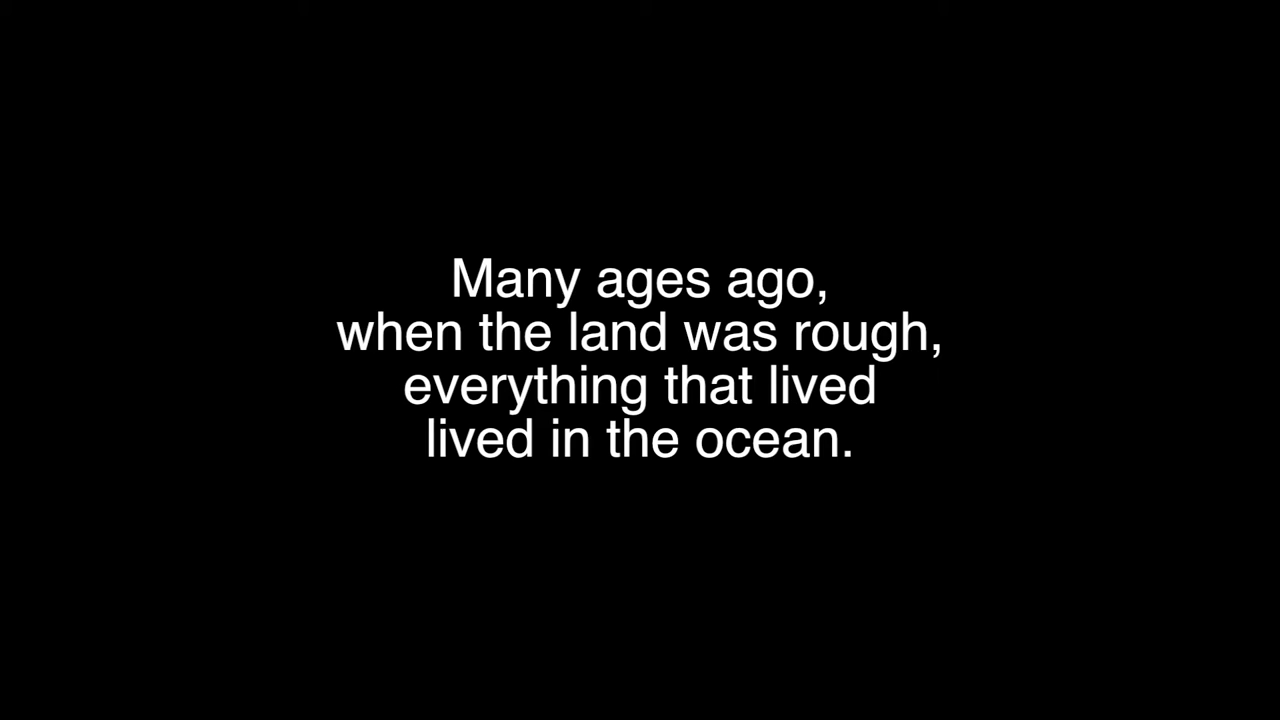 Many ages ago,
when the land was rough,
everything that lived
lived in the ocean.